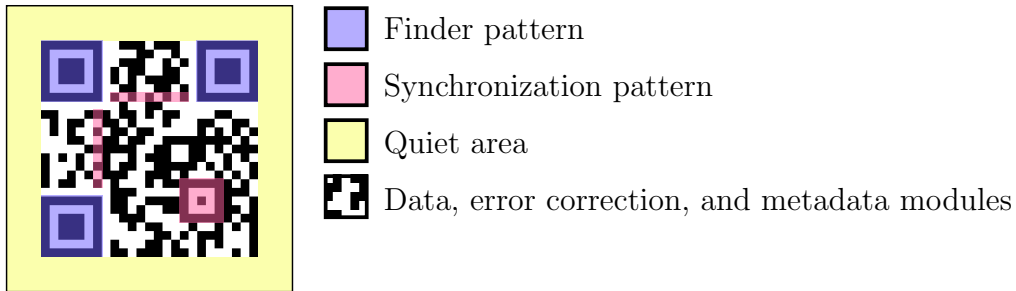 Finder pattern
Synchronization pattern
Quiet area
Data, error correction, and metadata modules